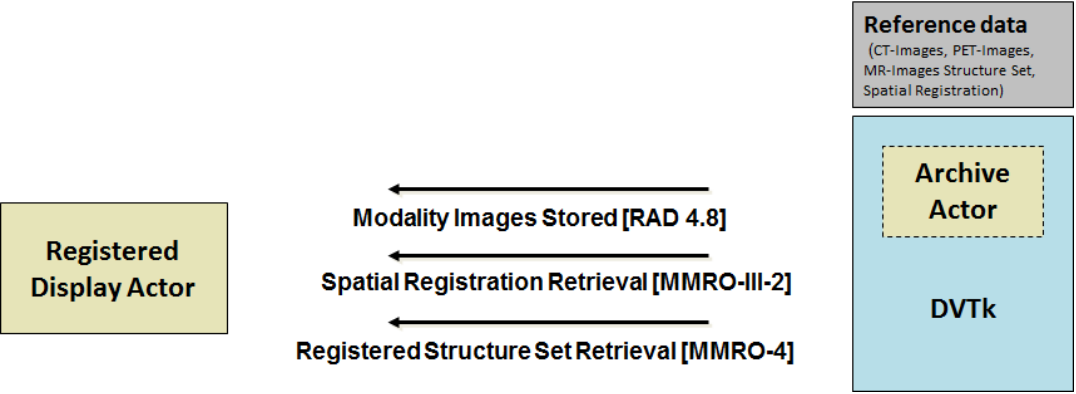 Reference data
(CT-Images, PET-Images,
MR-Images Structure Set,
Spatial Registration)
Archive
Actor
DVTk
Modality Images Stored [RAD 4.8]
Spatial Registration Retrieval [MMRO-III-2]
Registered Structure Set Retrieval [MMRO-4]
Registered
Display Actor